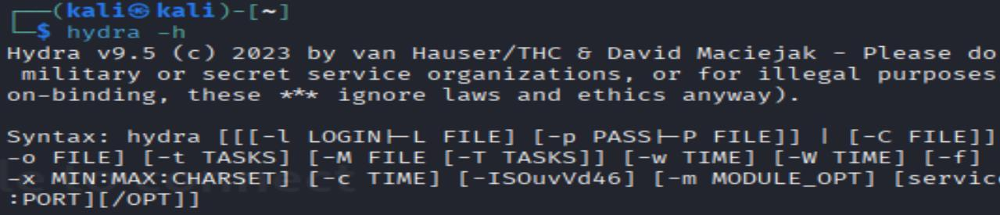 ┌──(kali㉿kali)-[~]
└─$ hydra -h
Hydra v9.5 (c) 2023 by van Hauser/THC & David Maciejak - Please do
military or secret service organizations, or for illegal purposes
on-binding, these *** ignore laws and ethics anyway).
Syntax: hydra [[[-l LOGIN|-L FILE] [-p PASS|-P FILE]] | [-C FILE]]
-o FILE] [-t TASKS] [-M FILE [-T TASKS]] [-w TIME] [-W TIME] [-f]
-x MIN:MAX:CHARSET] [-c TIME] [-ISOuvVd46] [-m MODULE_OPT] [servic
:PORT][/OPT]]